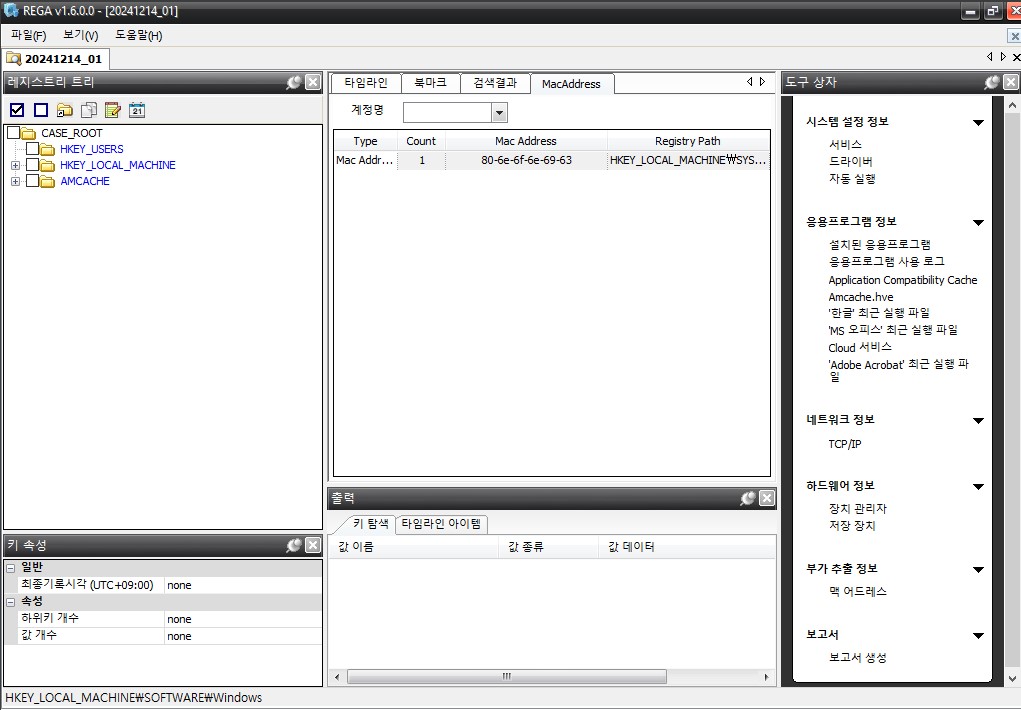 REGA v1.6.0.0 - [20241214_01]
파일(F) 보기(V) 도움말(H)
20241214_01
레지스트리 트리
21
CASE_ROOT
HKEY_USERS
HKEY_LOCAL_MACHINE
AMCACHE
키 속성
일반
최종기록시각 (UTC+09:00) none
속성
하위키 개수 none
값 개수 none
타임라인 북마크 검색결과 MacAddress
계정명
Type Count Mac Address Registry Path
Mac Addr... 1 80-6e-6f-6e-69-63 HKEY_LOCAL_MACHINE₩SYS...
출력
키 탐색 타임라인 아이템
값 이름 값 종류 값 데이터
도구 상자
시스템 설정 정보
서비스
드라이버
자동 실행
응용프로그램 정보
설치된 응용프로그램
응용프로그램 사용 로그
Application Compatibility Cache
Amcache.hve
'한글' 최근 실행 파일
'MS 오피스' 최근 실행 파일
Cloud 서비스
'Adobe Acrobat' 최근 실행 파
일
네트워크 정보
TCP/IP
하드웨어 정보
장치 관리자
저장 장치
부가 추출 정보
맥 어드레스
보고서
보고서 생성
HKEY_LOCAL_MACHINE₩SOFTWARE₩Windows